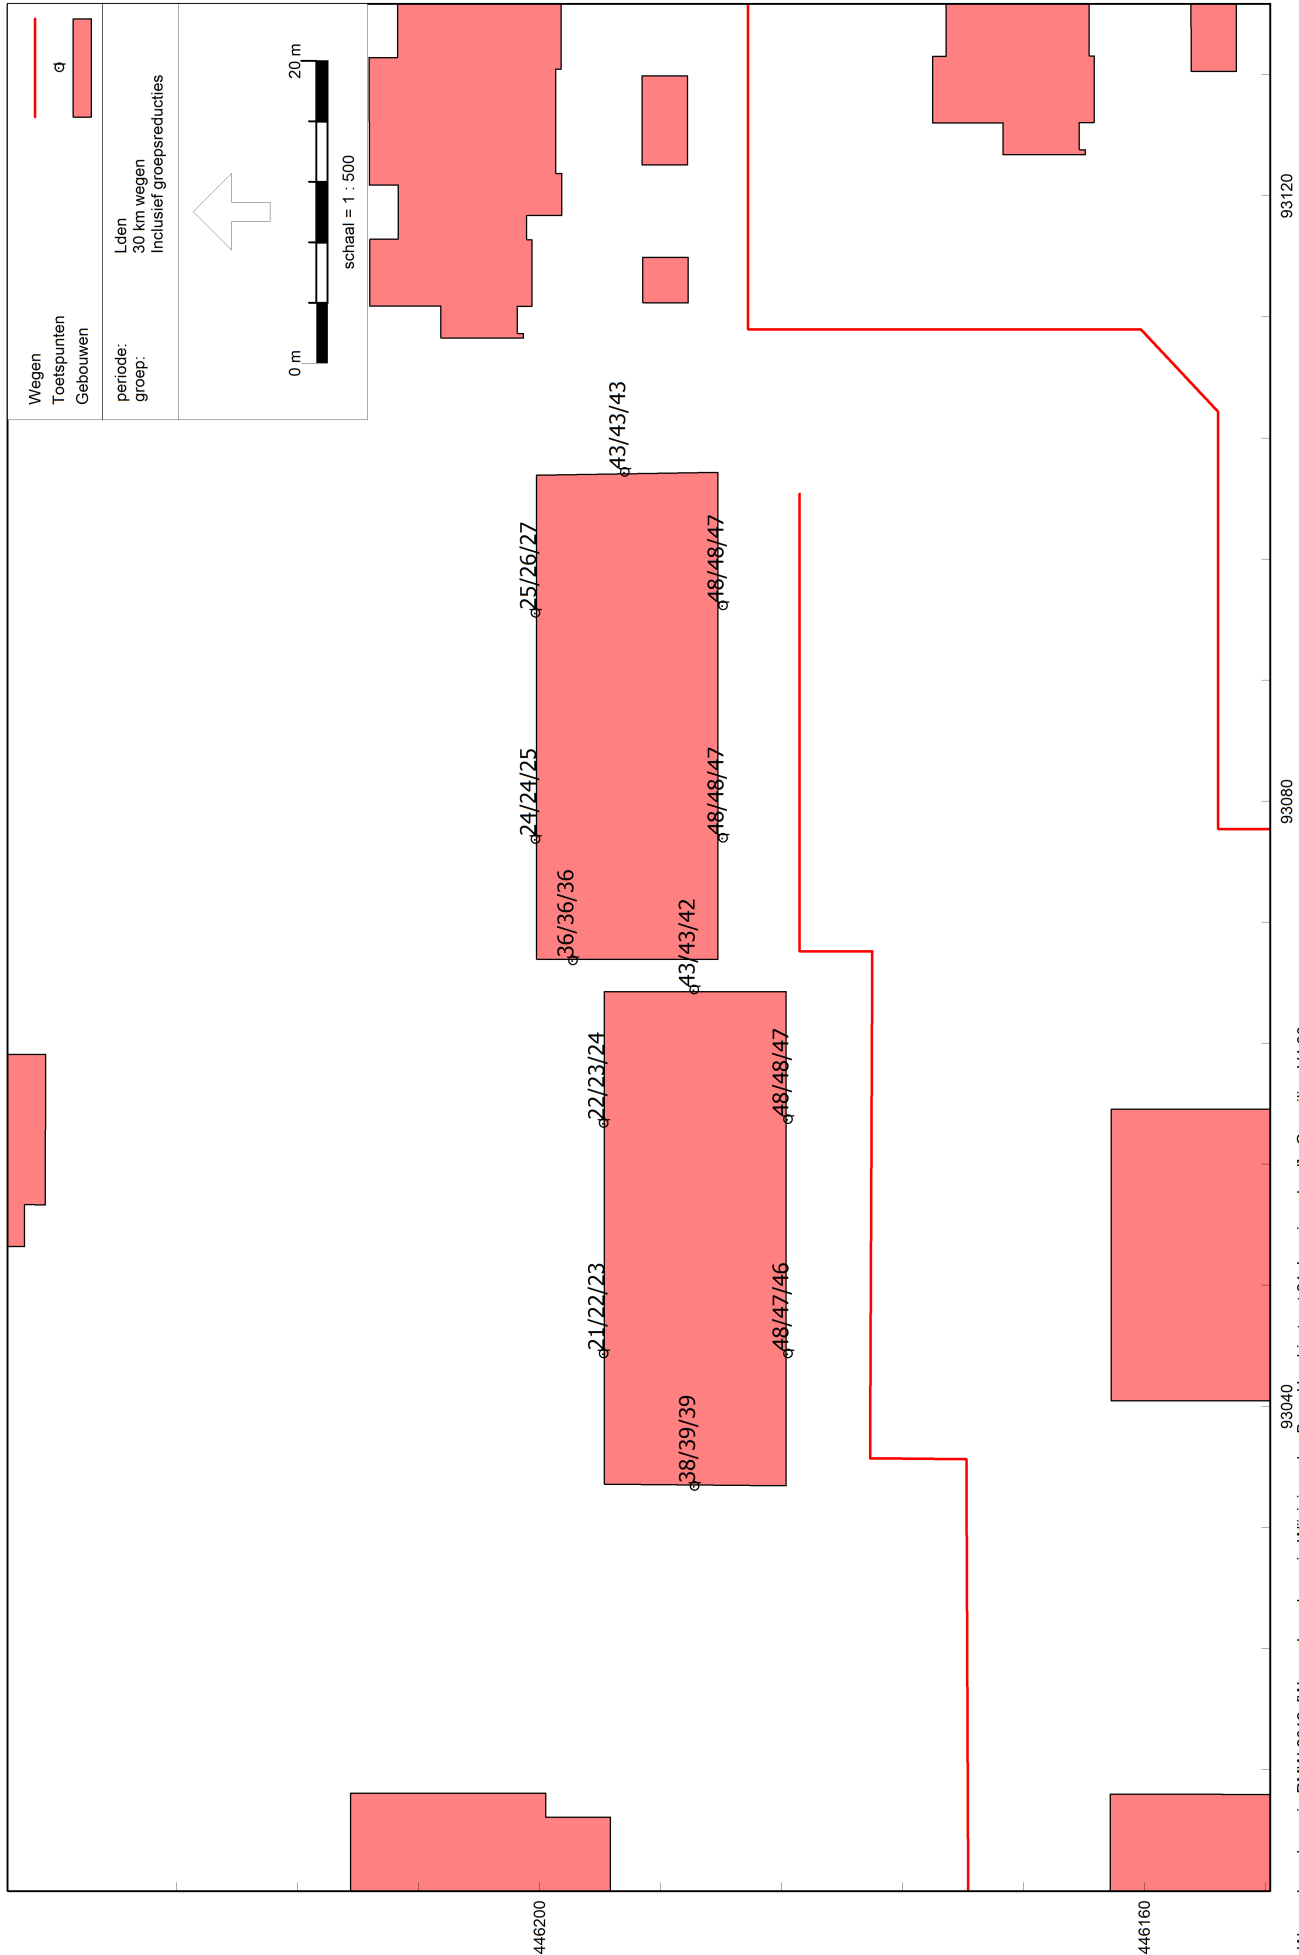 Wegen
Toetspunten
Gebouwen
periode: Lden
groep: 30 km wegen
Inclusief groepsreducties
0 m 20 m
schaal = 1 : 500
25/26/27
43/43/43
24/24/25
48/48/47
36/36/36
48/48/47
43/43/42
22/23/24
48/48/47
21/22/23
48/47/46
38/39/39
446200
446160
93040
93080
93120